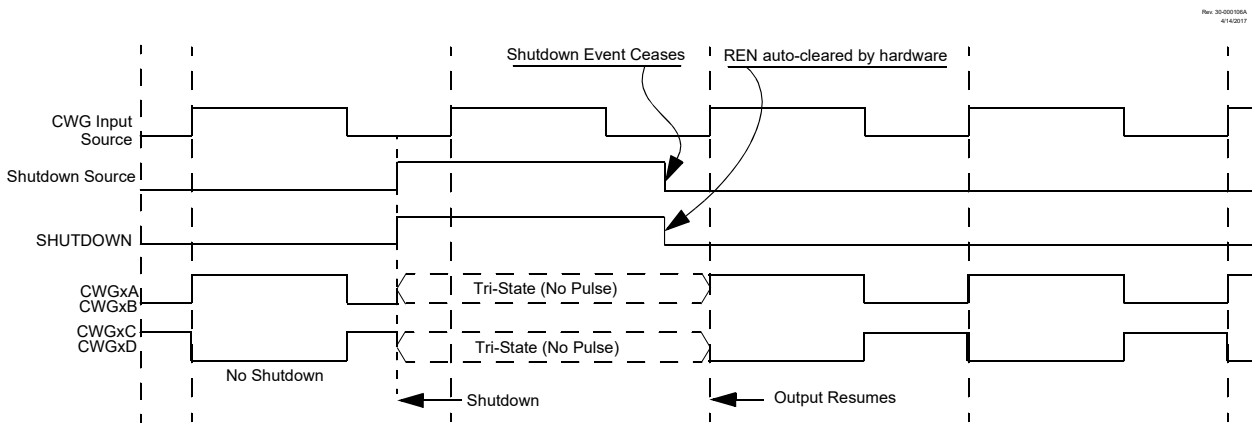 Rev. 30-000106A
4/14/2017
Shutdown Event Ceases
REN auto-cleared by hardware
CWG Input
Source
Shutdown Source
SHUTDOWN
CWGxA
CWGxB
Tri-State (No Pulse)
CWGxC
CWGxD
Tri-State (No Pulse)
No Shutdown
Shutdown
Output Resumes